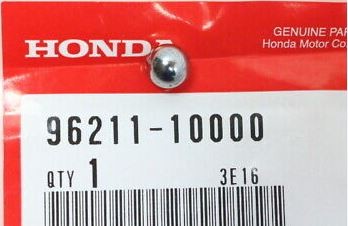 GENUINE PAR
HONDA
Honda Motor Co.
96211-10000
QTY 1 3E16